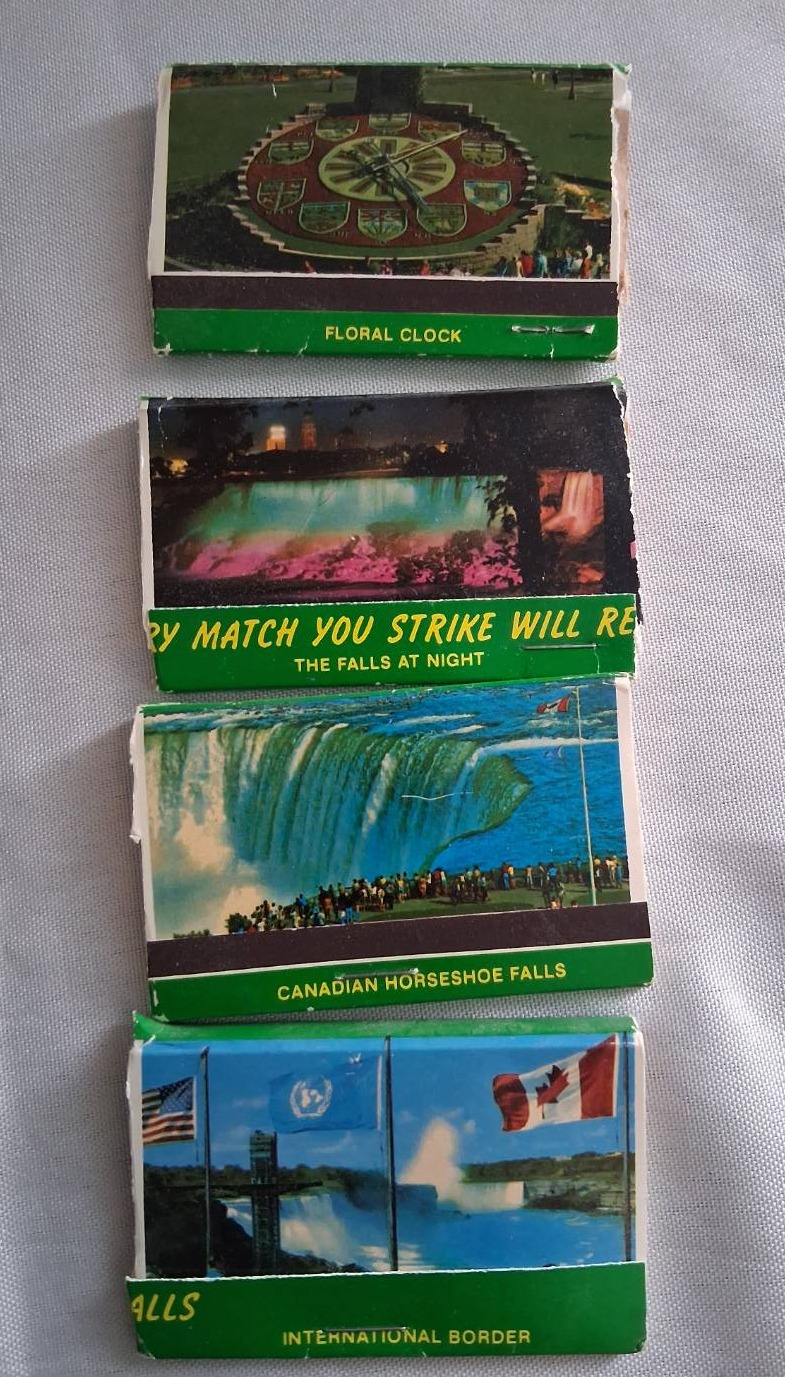 FLORAL CLOCK
RY MATCH YOU STRIKE WILL RE
THE FALLS AT NIGHT
CANADIAN HORSESHOE FALLS
ALLS
INTERNATIONAL BORDER